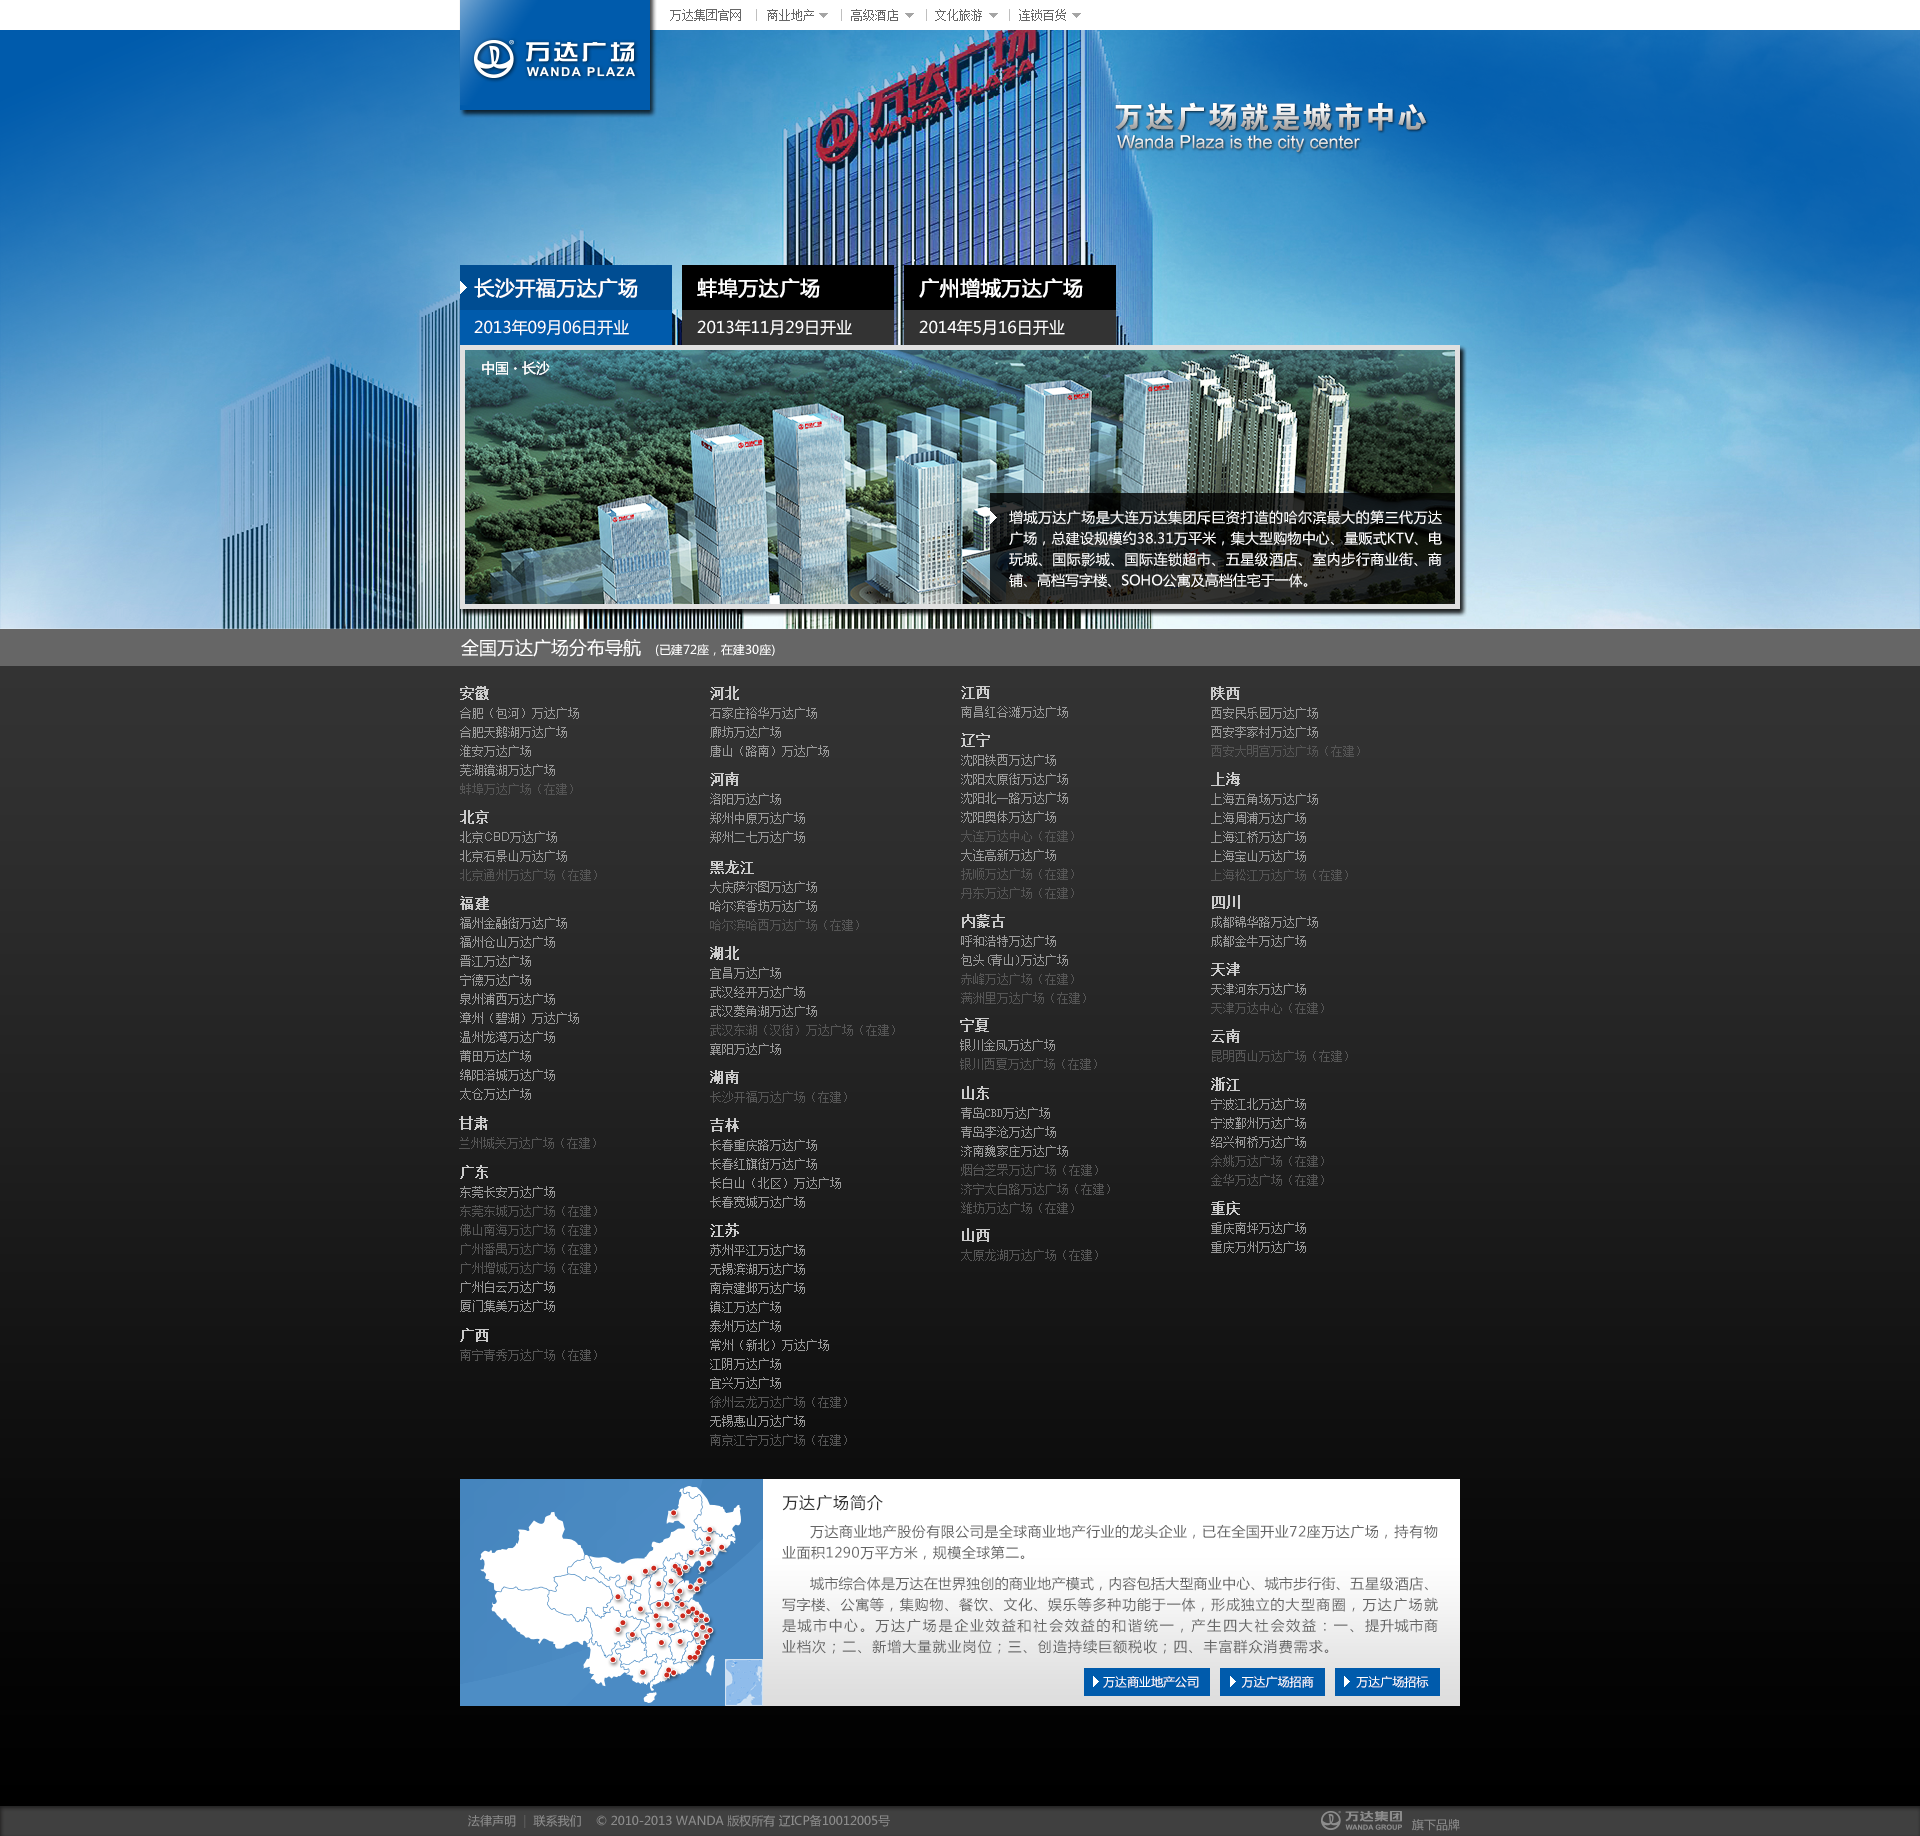 万达集团官网 商业地产 高级酒店 文化旅游 连锁百货
万达广场
WANDA PLAZA
万达广场
WANDA PLAZA
万达广场就是城市中心
Wanda Plaza is the city center
长沙开福万达广场
2013年09月06日开业
蚌埠万达广场
2013年11月29日开业
广州增城万达广场
2014年5月16日开业
中国·长沙
增城万达广场是大连万达集团斥巨资打造的哈尔滨最大的第三代万达
广场，总建设规模约38.31万平米，集大型购物中心、量贩式KTV、电
玩城、国际影城、国际连锁超市、五星级酒店、室内步行商业街、商
铺、高档写字楼、SOHO公寓及高档住宅于一体。
全国万达广场分布导航 (已建72座，在建30座)
安徽
合肥（包河）万达广场
合肥天鹅湖万达广场
淮安万达广场
芜湖镜湖万达广场
蚌埠万达广场（在建）
北京
北京CBD万达广场
北京石景山万达广场
北京通州万达广场（在建）
福建
福州金融街万达广场
福州仓山万达广场
晋江万达广场
宁德万达广场
泉州浦西万达广场
漳州（碧湖）万达广场
温州龙湾万达广场
莆田万达广场
绵阳涪城万达广场
太仓万达广场
甘肃
兰州城关万达广场（在建）
广东
东莞长安万达广场
东莞东城万达广场（在建）
佛山南海万达广场（在建）
广州番禺万达广场（在建）
广州增城万达广场（在建）
广州白云万达广场
厦门集美万达广场
广西
南宁青秀万达广场（在建）
河北
石家庄裕华万达广场
廊坊万达广场
唐山（路南）万达广场
河南
洛阳万达广场
郑州中原万达广场
郑州二七万达广场
黑龙江
大庆萨尔图万达广场
哈尔滨香坊万达广场
哈尔滨哈西万达广场（在建）
湖北
宜昌万达广场
武汉经开万达广场
武汉菱角湖万达广场
武汉东湖（汉街）万达广场（在建）
襄阳万达广场
湖南
长沙开福万达广场（在建）
吉林
长春重庆路万达广场
长春红旗街万达广场
长白山（北区）万达广场
长春宽城万达广场
江苏
苏州平江万达广场
无锡滨湖万达广场
南京建邺万达广场
镇江万达广场
泰州万达广场
常州（新北）万达广场
江阴万达广场
宜兴万达广场
徐州云龙万达广场（在建）
无锡惠山万达广场
南京江宁万达广场（在建）
江西
南昌红谷滩万达广场
辽宁
沈阳铁西万达广场
沈阳太原街万达广场
沈阳北一路万达广场
沈阳奥体万达广场
大连万达中心（在建）
大连高新万达广场
抚顺万达广场（在建）
丹东万达广场（在建）
内蒙古
呼和浩特万达广场
包头(青山)万达广场
赤峰万达广场（在建）
满洲里万达广场（在建）
宁夏
银川金凤万达广场
银川西夏万达广场（在建）
山东
青岛CBD万达广场
青岛李沧万达广场
济南魏家庄万达广场
烟台芝罘万达广场（在建）
济宁太白路万达广场（在建）
潍坊万达广场（在建）
山西
太原龙湖万达广场（在建）
陕西
西安民乐园万达广场
西安李家村万达广场
西安大明宫万达广场（在建）
上海
上海五角场万达广场
上海周浦万达广场
上海江桥万达广场
上海宝山万达广场
上海松江万达广场（在建）
四川
成都锦华路万达广场
成都金牛万达广场
天津
天津河东万达广场
天津万达中心（在建）
云南
昆明西山万达广场（在建）
浙江
宁波江北万达广场
宁波鄞州万达广场
绍兴柯桥万达广场
余姚万达广场（在建）
金华万达广场（在建）
重庆
重庆南坪万达广场
重庆万州万达广场
万达广场简介
万达商业地产股份有限公司是全球商业地产行业的龙头企业，已在全国开业72座万达广场，持有物
业面积1290万平方米，规模全球第二。
城市综合体是万达在世界独创的商业地产模式，内容包括大型商业中心、城市步行街、五星级酒店、
写字楼、公寓等，集购物、餐饮、文化、娱乐等多种功能于一体，形成独立的大型商圈，万达广场就
是城市中心。万达广场是企业效益和社会效益的和谐统一，产生四大社会效益：一、提升城市商
业档次；二、新增大量就业岗位；三、创造持续巨额税收；四、丰富群众消费需求。
万达商业地产公司 万达广场招商 万达广场招标
法律声明 联系我们 © 2010-2013 WANDA 版权所有 辽ICP备10012005号
万达集团
WANDA GROUP
旗下品牌